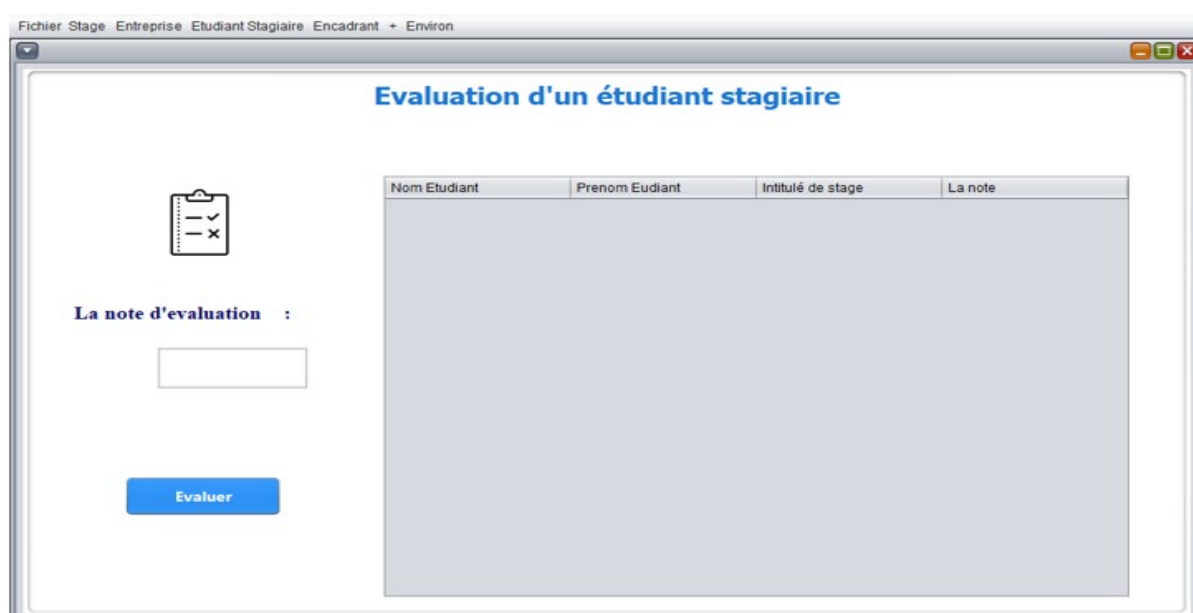 Fichier Stage Entreprise Etudiant Stagiaire Encadrant + Environ
Evaluation d'un étudiant stagiaire
Nom Etudiant Prenom Eudiant Intitulé de stage La note
La note d'evaluation :
Evaluer